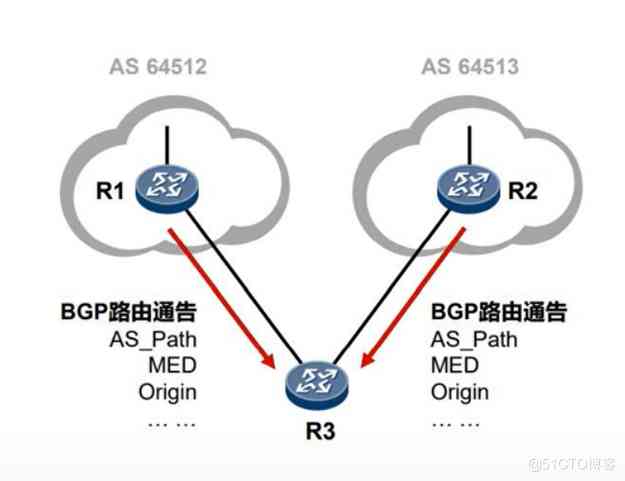 AS 64512
AS 64513
R1
R2
BGP路由通告
AS_Path
MED
Origin
... ...
BGP路由通告
AS_Path
MED
Origin
... ...
R3
@51CTO博客